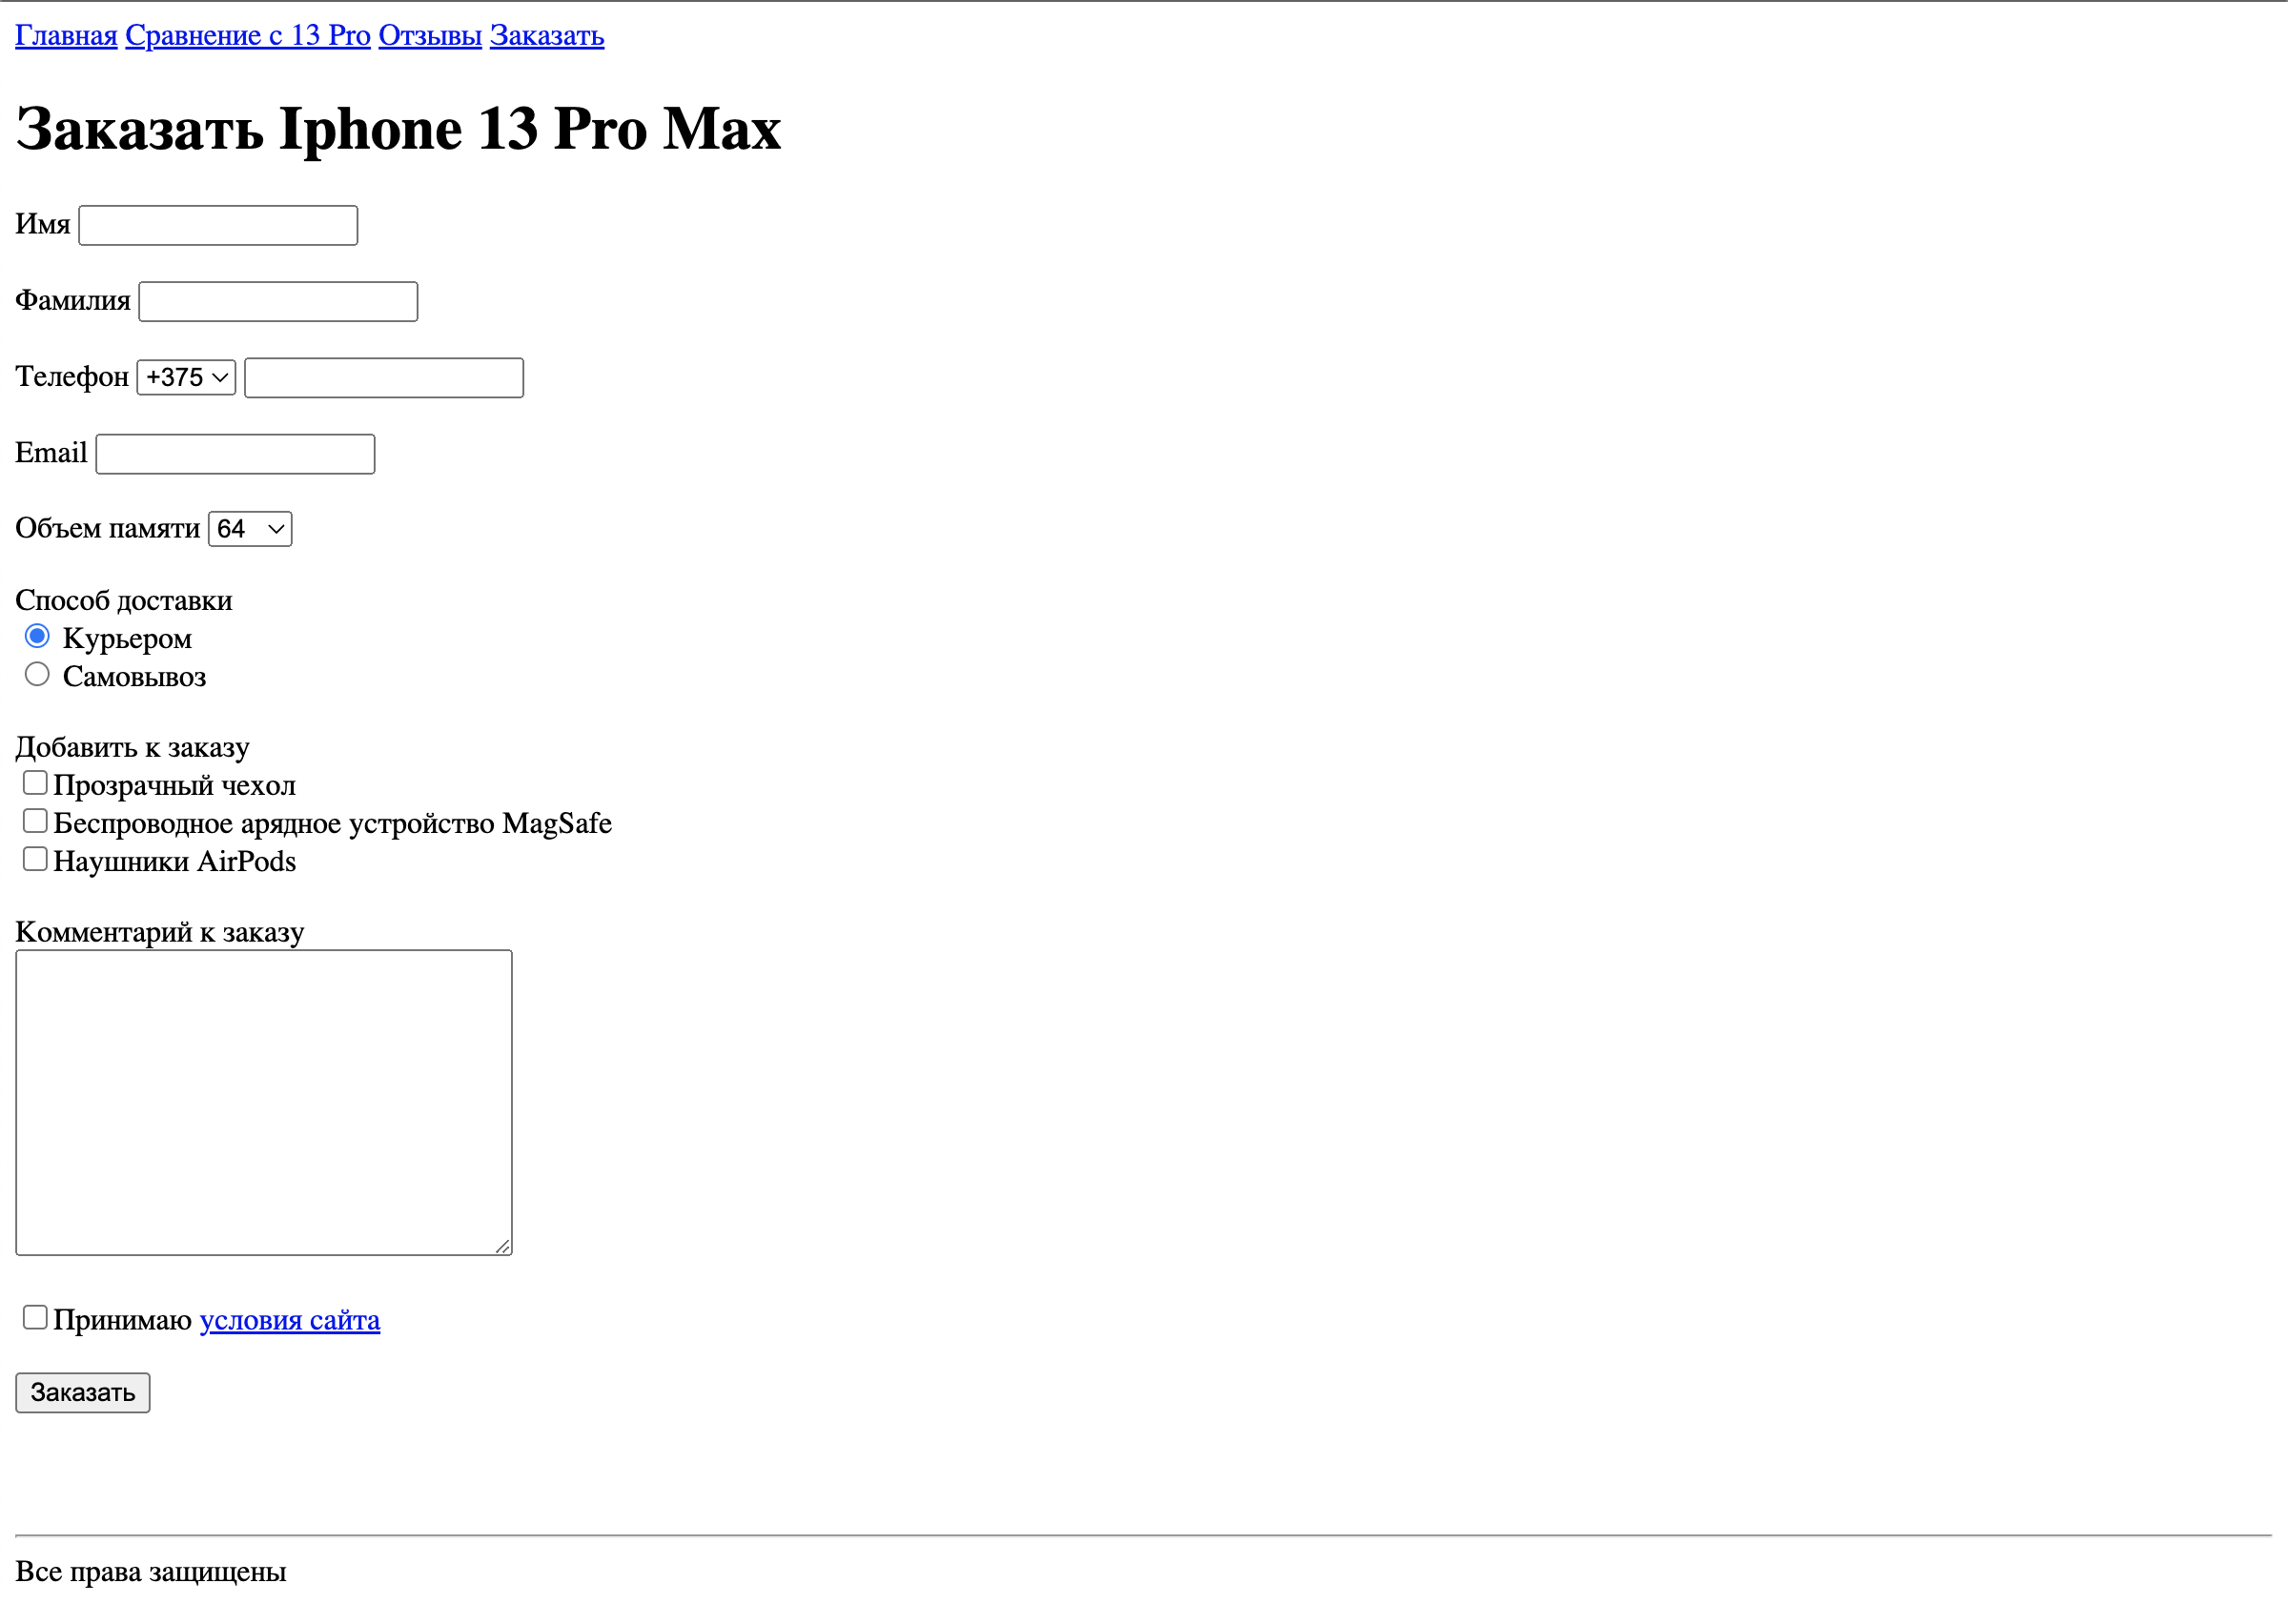 Главная Сравнение с 13 Pro Отзывы Заказать
Заказать Iphone 13 Pro Max
Имя
Фамилия
Телефон +375
Email
Объем памяти 64
Способ доставки
Курьером
Самовывоз
Добавить к заказу
Прозрачный чехол
Беспроводное арядное устройство MagSafe
Наушники AirPods
Комментарий к заказу
Принимаю условия сайта
Заказать
Все права защищены